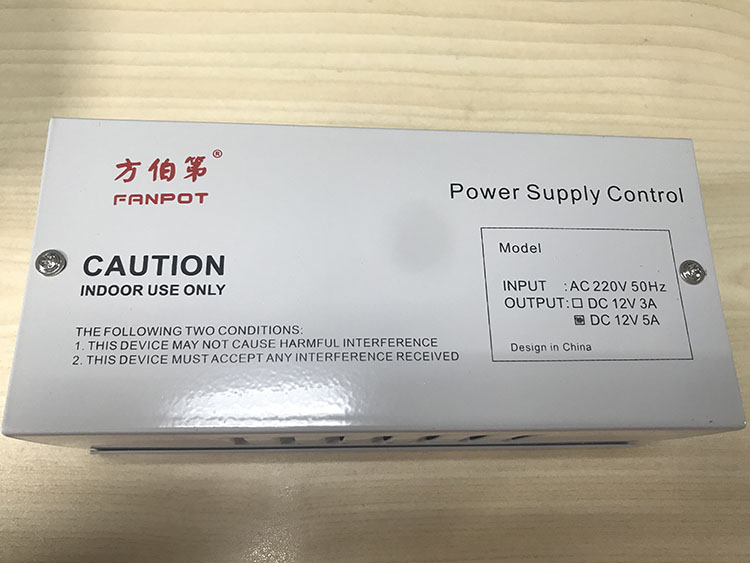 方伯第®
FANPOT
Power Supply Control
CAUTION
INDOOR USE ONLY
THE FOLLOWING TWO CONDITIONS:
1. THIS DEVICE MAY NOT CAUSE HARMFUL INTERFERENCE
2. THIS DEVICE MUST ACCEPT ANY INTERFERENCE RECEIVED
Model
INPUT :AC 220V 50Hz
OUTPUT:☐ DC 12V 3A
▣ DC 12V 5A
Design in China